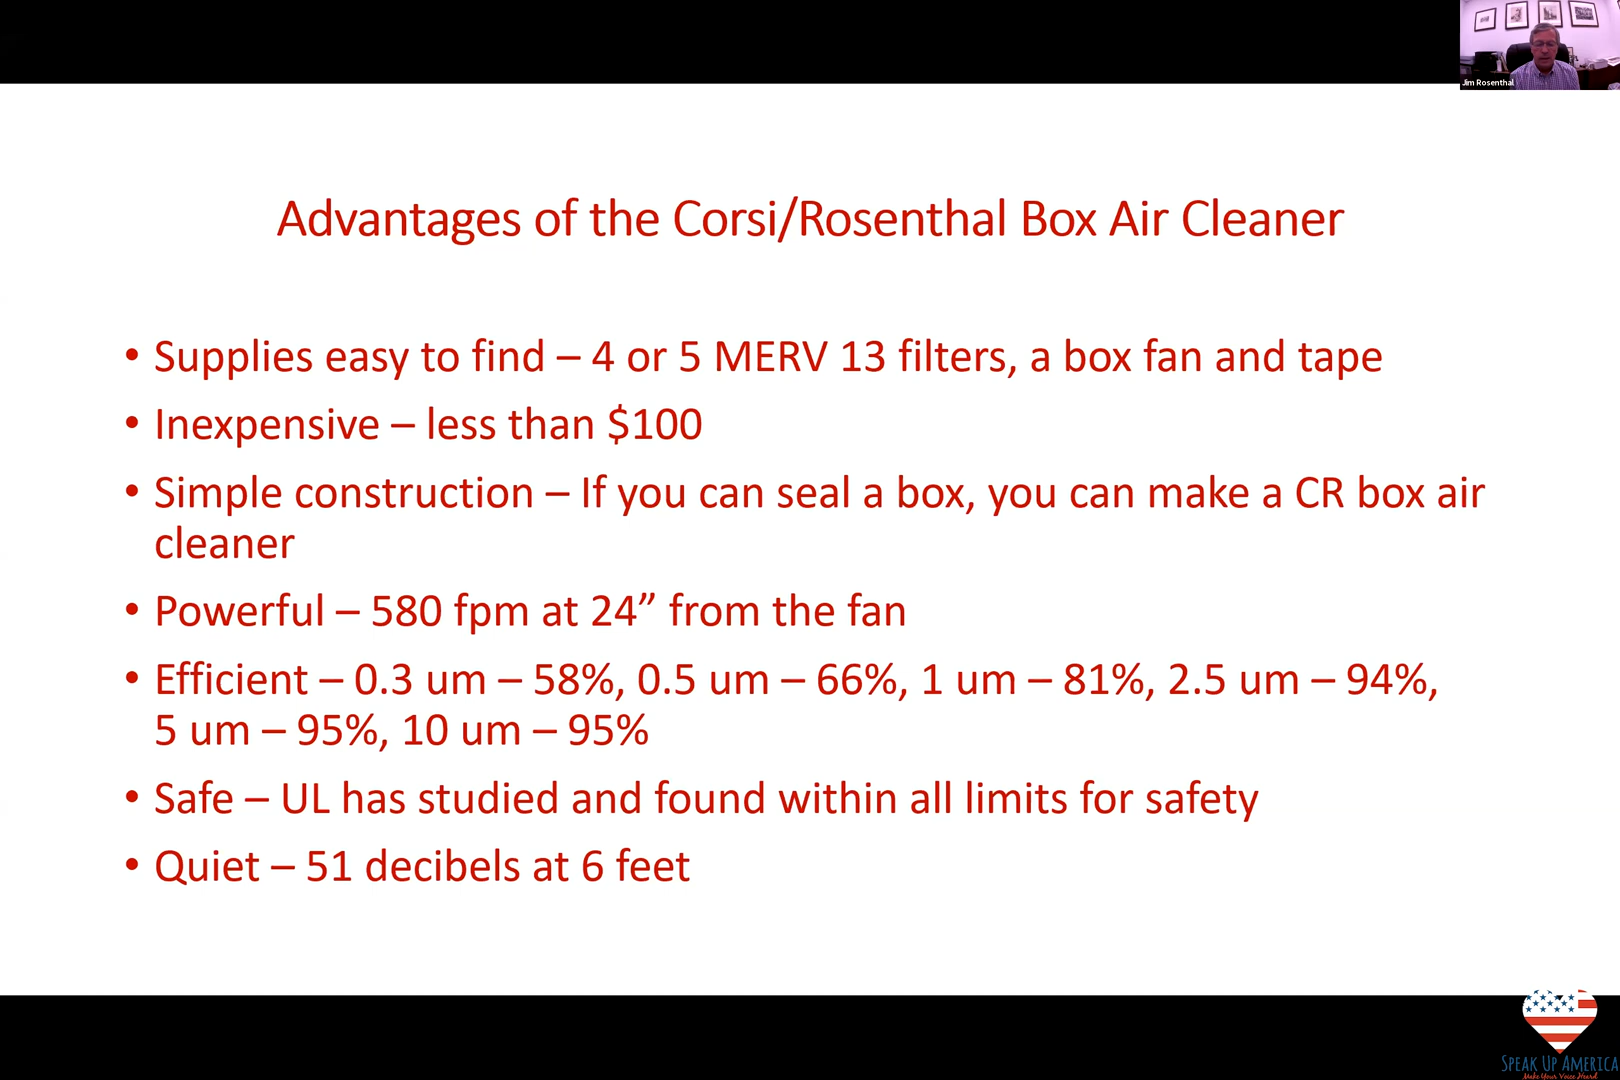 Jim Rosenthal
Advantages of the Corsi/Rosenthal Box Air Cleaner
• Supplies easy to find – 4 or 5 MERV 13 filters, a box fan and tape
• Inexpensive – less than $100
• Simple construction – If you can seal a box, you can make a CR box air
cleaner
• Powerful – 580 fpm at 24” from the fan
• Efficient – 0.3 um – 58%, 0.5 um – 66%, 1 um – 81%, 2.5 um – 94%,
5 um – 95%, 10 um – 95%
• Safe – UL has studied and found within all limits for safety
• Quiet – 51 decibels at 6 feet
SPEAK UP AMERICA
Make Your Voice Heard